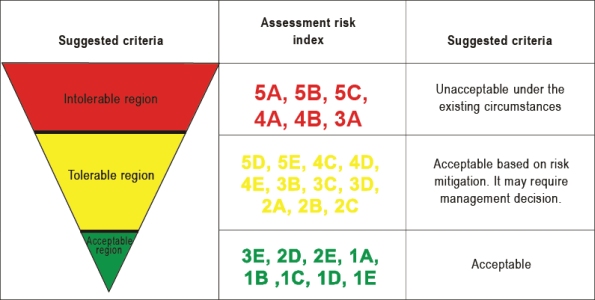 Suggested criteria
Assessment risk
index
Suggested criteria
Intolerable region
5A, 5B, 5C,
4A, 4B, 3A
Unacceptable under the
existing circumstances
Tolerable region
5D, 5E, 4C, 4D,
4E, 3B, 3C, 3D,
2A, 2B, 2C
Acceptable based on risk
mitigation. It may require
management decision.
Acceptable
region
3E, 2D, 2E, 1A,
1B ,1C, 1D, 1E
Acceptable